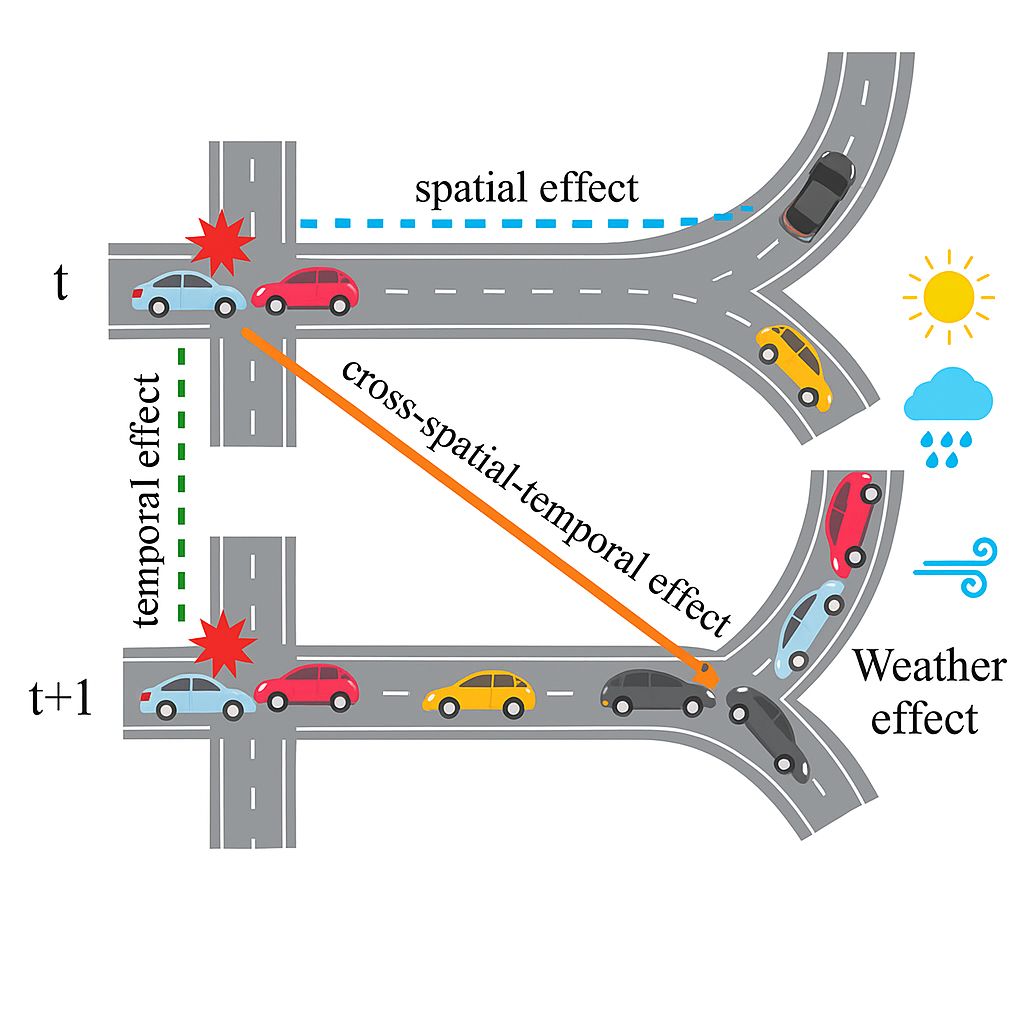 spatial effect
t
cross-spatial-temporal effect
temporal effect
t+1
Weather
effect